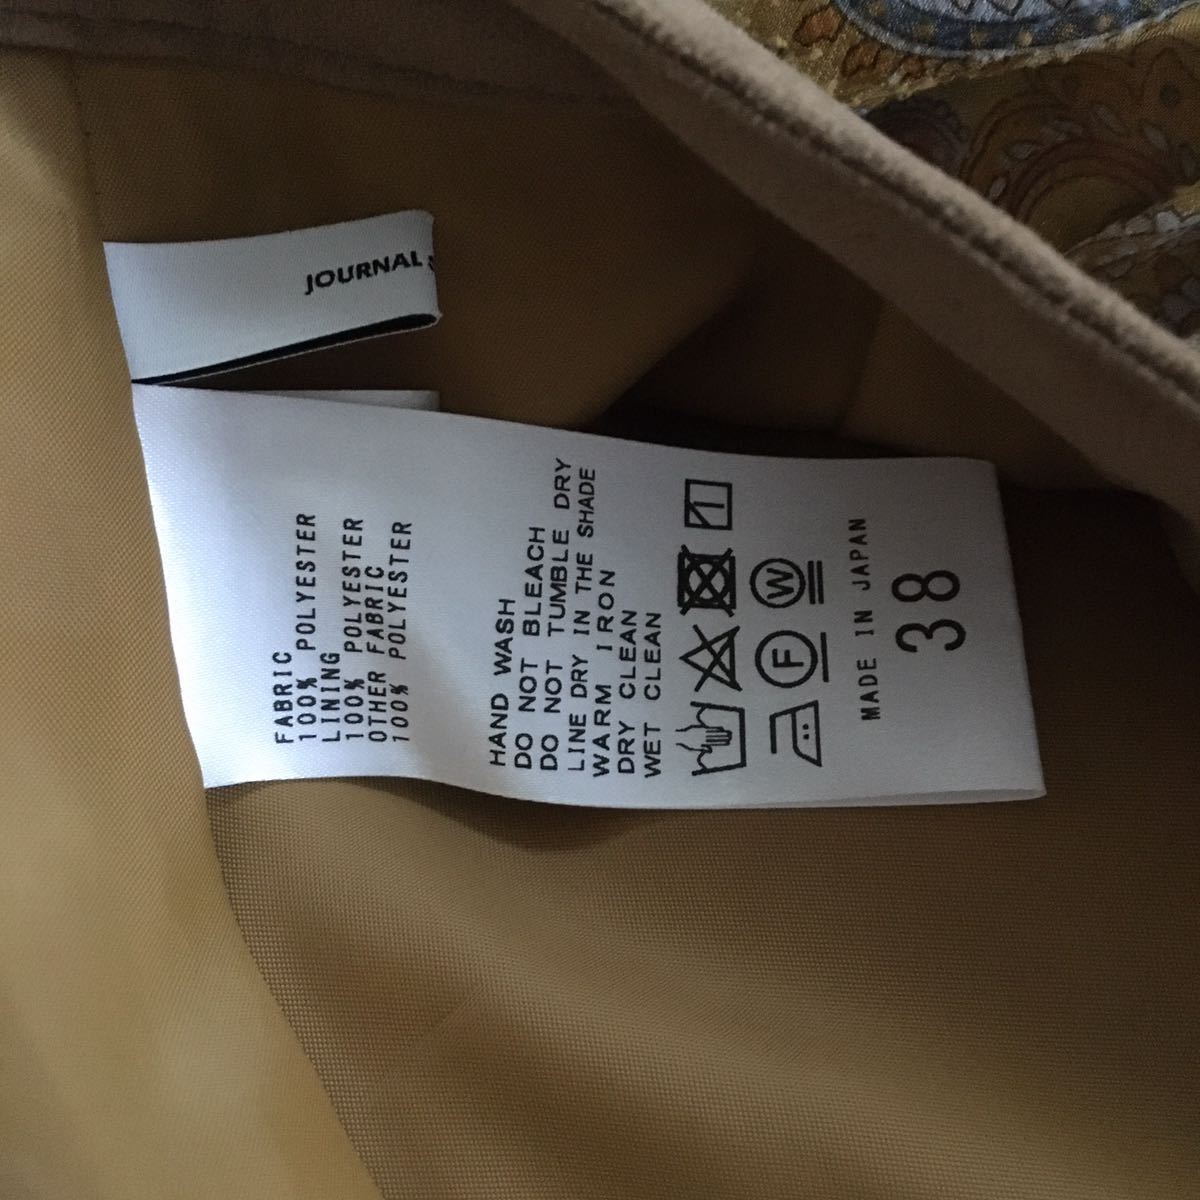 JOURNAL
FABRIC
100% POLYESTER
LINING
100% POLYESTER
OTHER FABRIC
100% POLYESTER
HAND WASH
DO NOT BLEACH
DO NOT TUMBLE DRY
LINE DRY IN THE SHADE
WARM IRON
DRY CLEAN
WET CLEAN
F W
MADE IN JAPAN
38